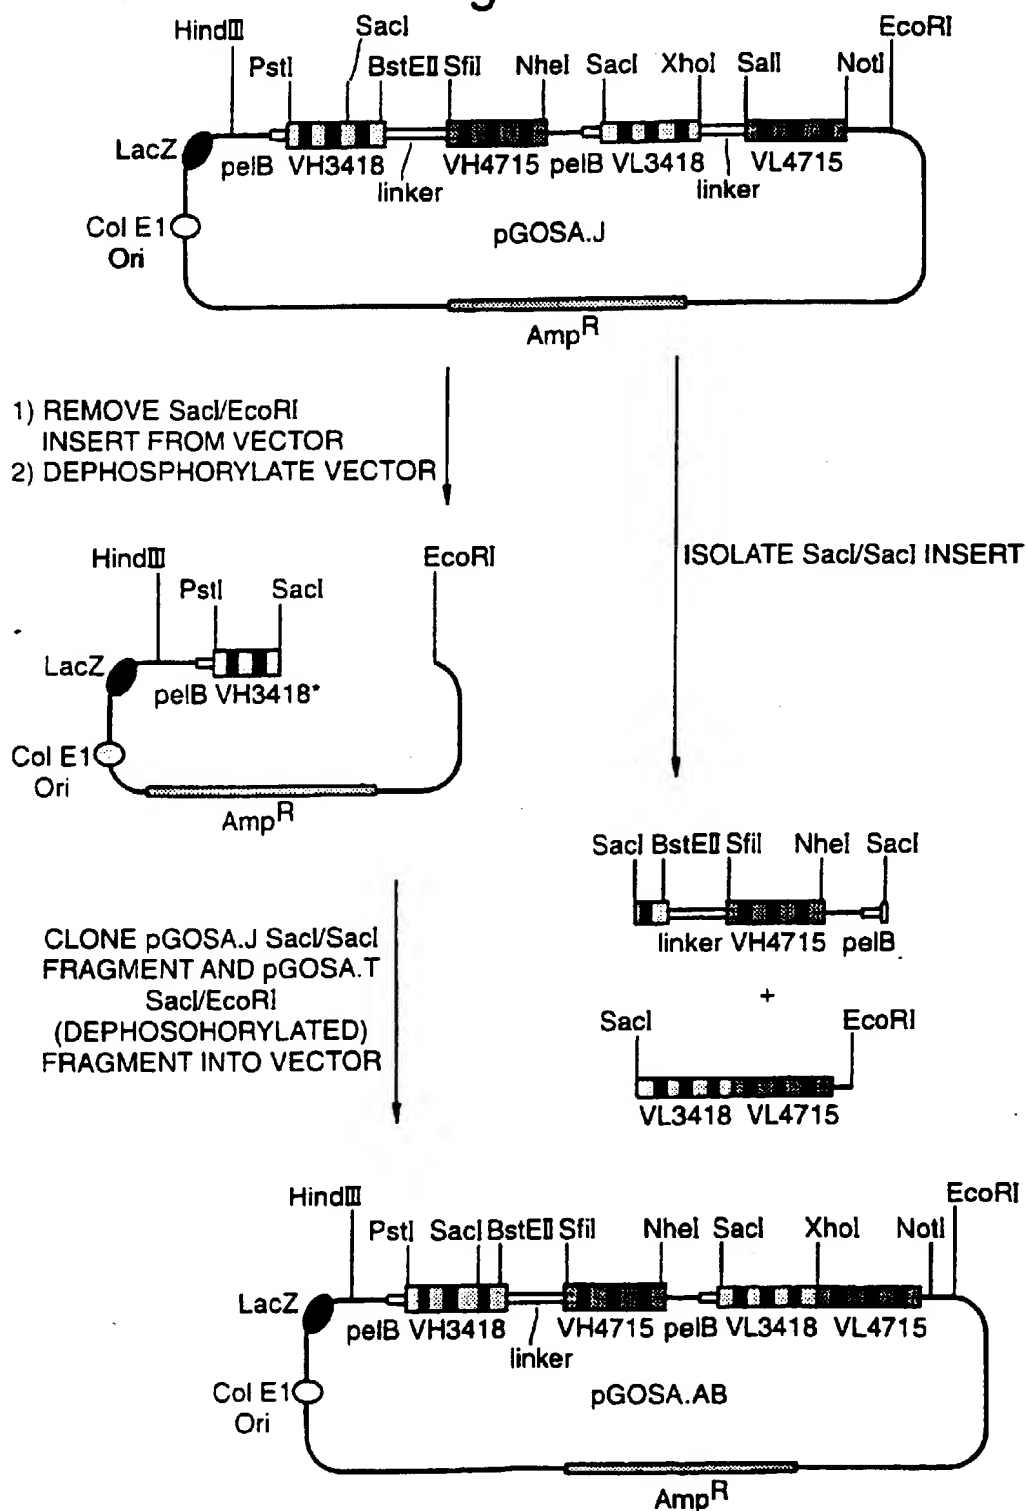 HindⅢ
SacI
EcoRI
PstI
BstEⅡ
SfiI
NheI
SacI
XhoI
SalI
NotI
LacZ
pelB
VH3418
linker
VH4715
pelB
VL3418
linker
VL4715
Col E1
Ori
pGOSA.J
AmpR
1) REMOVE SacI/EcoRI
INSERT FROM VECTOR
2) DEPHOSPHORYLATE VECTOR
ISOLATE SacI/SacI INSERT
HindⅢ
EcoRI
PstI
SacI
LacZ
pelB VH3418*
Col E1
Ori
AmpR
SacI BstEⅡ SfiI NheI SacI
linker VH4715 pelB
+
SacI
EcoRI
VL3418 VL4715
CLONE pGOSA.J SacI/SacI
FRAGMENT AND pGOSA.T
SacI/EcoRI
(DEPHOSOHORYLATED)
FRAGMENT INTO VECTOR
HindⅢ
EcoRI
PstI SacI BstEⅡ SfiI NheI SacI XhoI NotI
LacZ
pelB VH3418
linker
VH4715 pelB VL3418 VL4715
Col E1
Ori
pGOSA.AB
AmpR